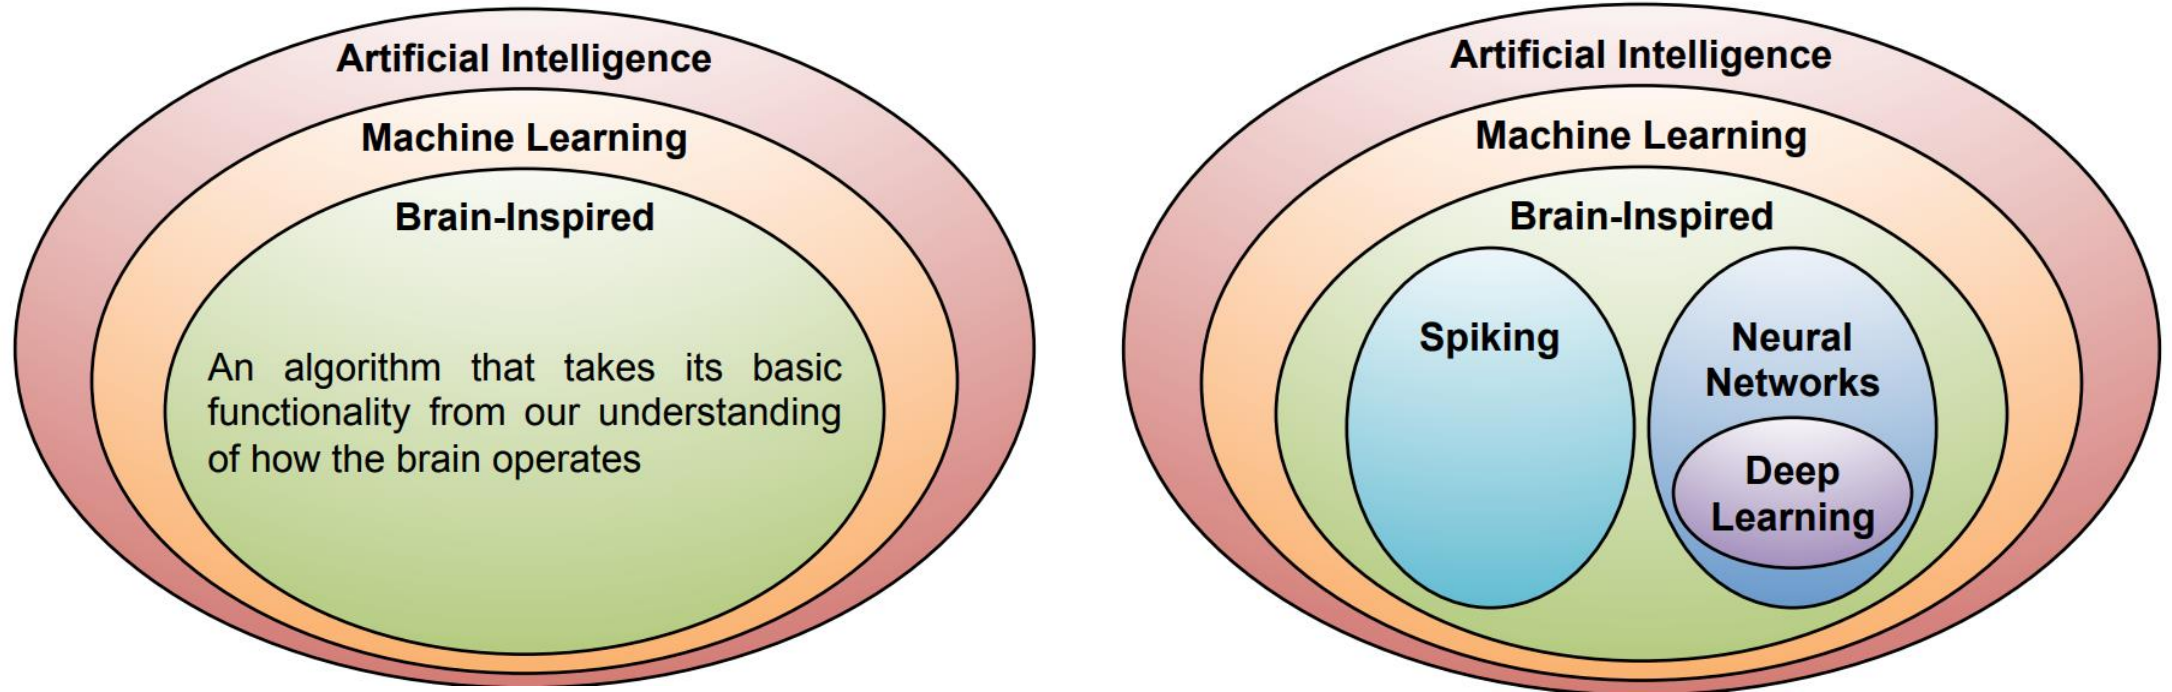 Artificial Intelligence
Machine Learning
Brain-Inspired
An algorithm that takes its basic
functionality from our understanding
of how the brain operates
Artificial Intelligence
Machine Learning
Brain-Inspired
Spiking
Neural
Networks
Deep
Learning